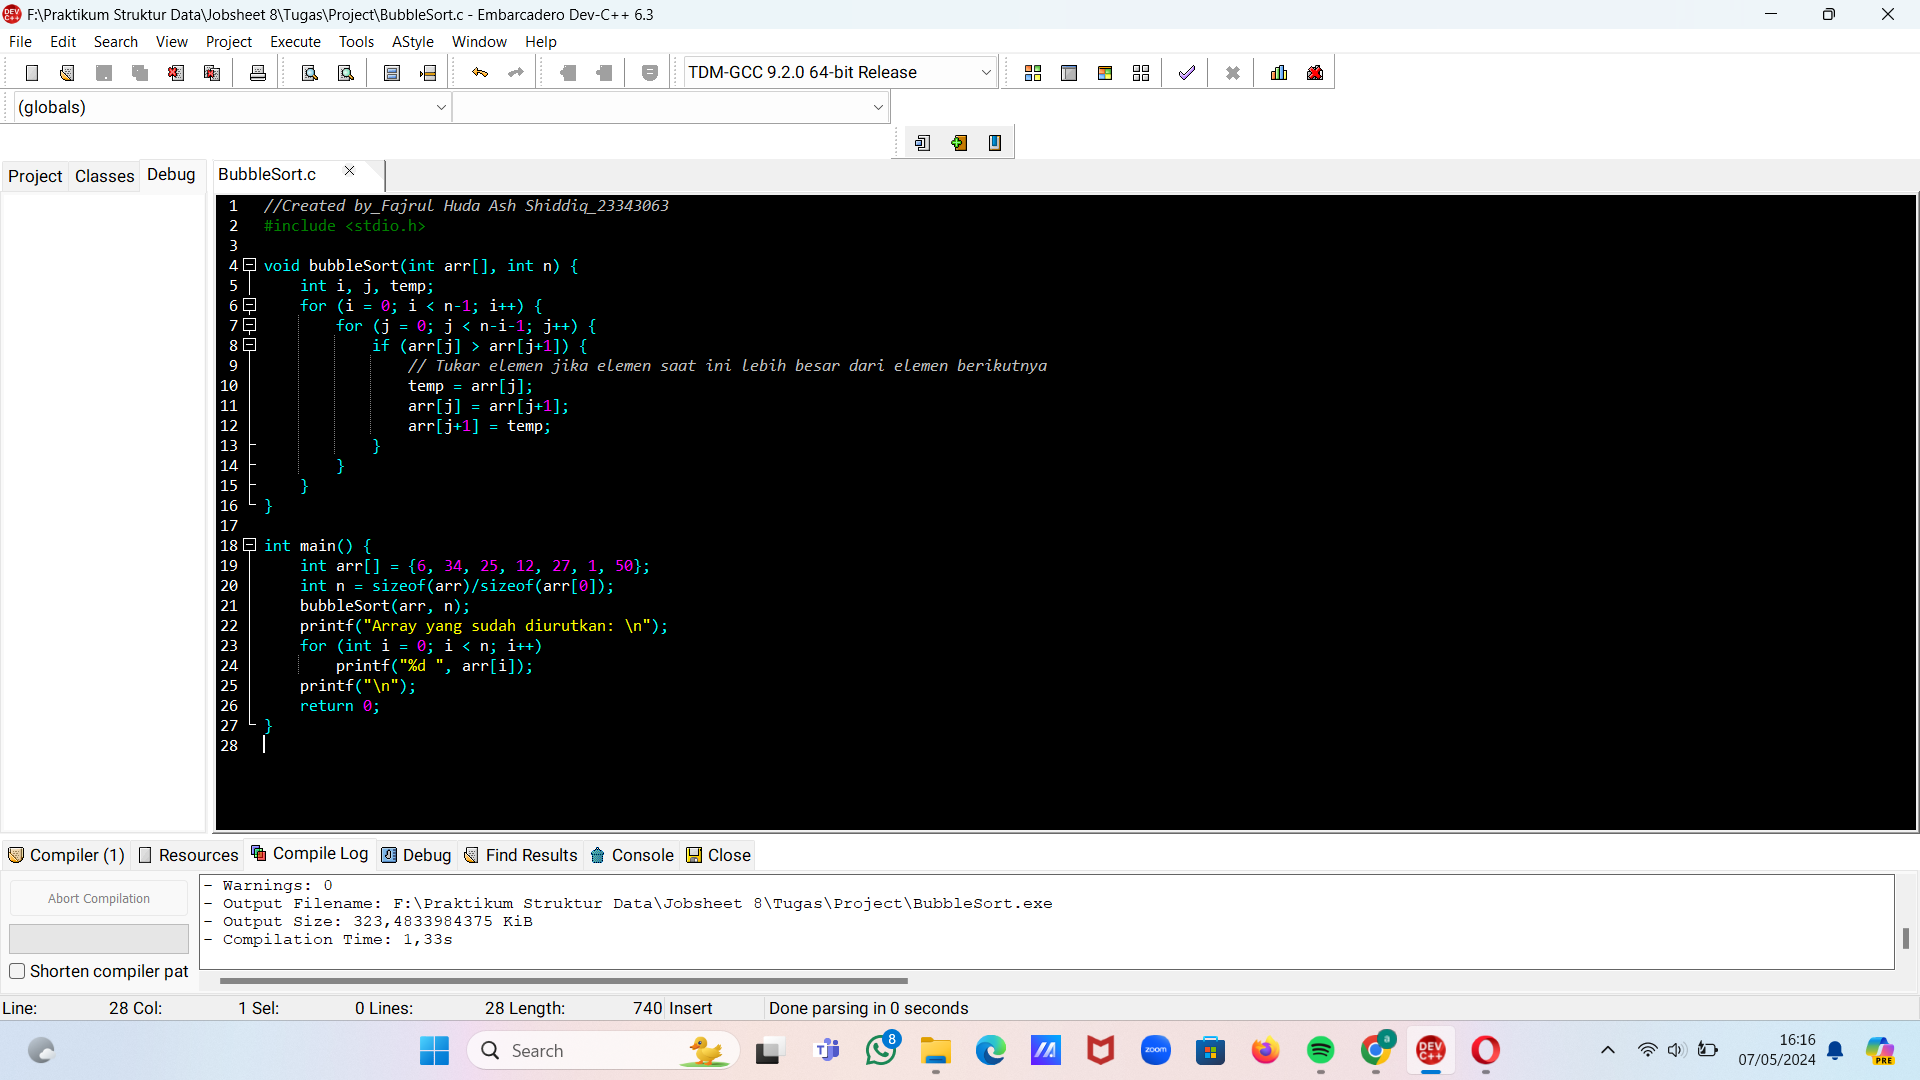 F:\Praktikum Struktur Data\Jobsheet 8\Tugas\Project\BubbleSort.c - Embarcadero Dev-C++ 6.3
File Edit Search View Project Execute Tools AStyle Window Help
TDM-GCC 9.2.0 64-bit Release
(globals)
Project Classes Debug
BubbleSort.c
1 //Created by_Fajrul Huda Ash Shiddiq_23343063
2 #include <stdio.h>
3
4 void bubbleSort(int arr[], int n) {
5     int i, j, temp;
6     for (i = 0; i < n-1; i++) {
7         for (j = 0; j < n-i-1; j++) {
8             if (arr[j] > arr[j+1]) {
9                 // Tukar elemen jika elemen saat ini lebih besar dari elemen berikutnya
10                 temp = arr[j];
11                 arr[j] = arr[j+1];
12                 arr[j+1] = temp;
13             }
14         }
15     }
16 }
17
18 int main() {
19     int arr[] = {6, 34, 25, 12, 27, 1, 50};
20     int n = sizeof(arr)/sizeof(arr[0]);
21     bubbleSort(arr, n);
22     printf("Array yang sudah diurutkan: \n");
23     for (int i = 0; i < n; i++)
24         printf("%d ", arr[i]);
25     printf("\n");
26     return 0;
27 }
28
Compiler (1) Resources Compile Log Debug Find Results Console Close
Abort Compilation
Shorten compiler pat
- Warnings: 0
- Output Filename: F:\Praktikum Struktur Data\Jobsheet 8\Tugas\Project\BubbleSort.exe
- Output Size: 323,4833984375 KiB
- Compilation Time: 1,33s
Line: 28 Col: 1 Sel: 0 Lines: 28 Length: 740 Insert Done parsing in 0 seconds
Search
8
zoom
a
DEV C++
PRE
16:16
07/05/2024